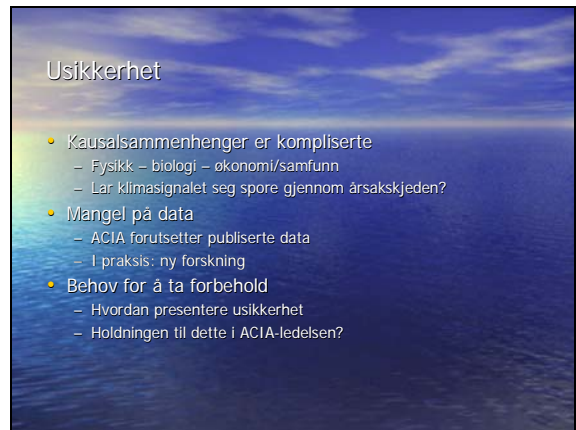 Usikkerhet
• Kausalsammenhenger er kompliserte
– Fysikk – biologi – økonomi/samfunn
– Lar klimasignalet seg spore gjennom årsakskjeden?
• Mangel på data
– ACIA forutsetter publiserte data
– I praksis: ny forskning
• Behov for å ta forbehold
– Hvordan presentere usikkerhet
– Holdningen til dette i ACIA-ledelsen?